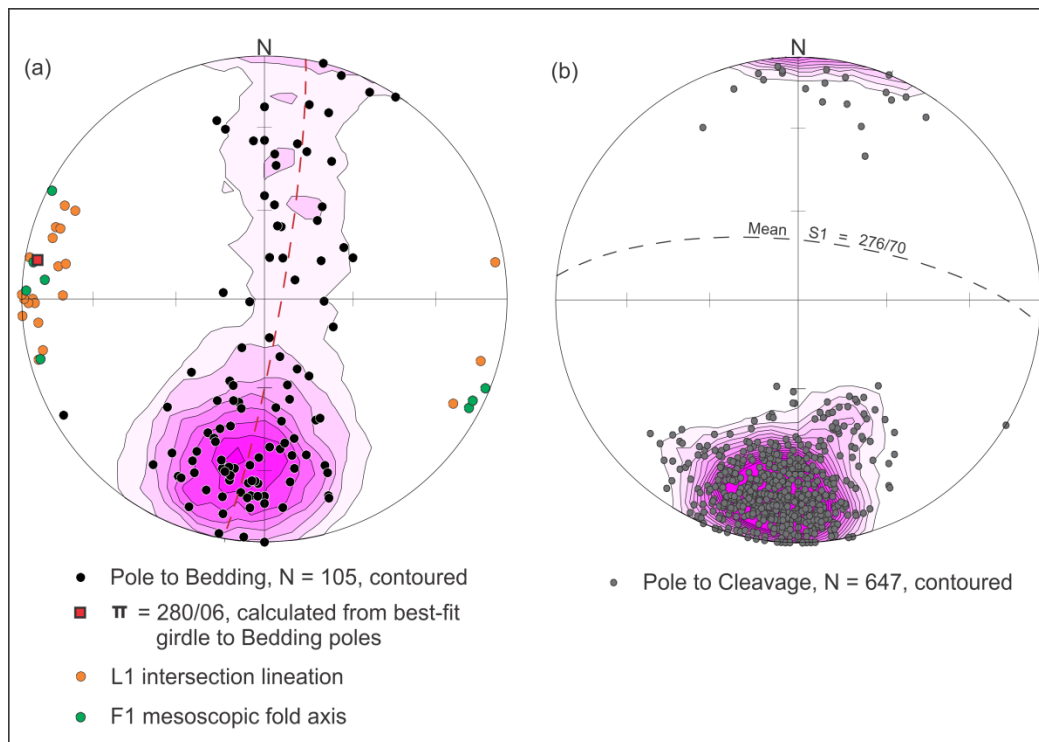 (a)
N
(b)
N
Mean S1 = 276/70
Pole to Bedding, N = 105, contoured
π = 280/06, calculated from best-fit
girdle to Bedding poles
L1 intersection lineation
F1 mesoscopic fold axis
Pole to Cleavage, N = 647, contoured